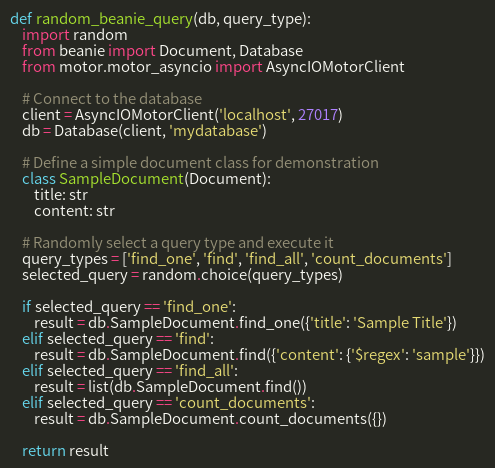 def random_beanie_query(db, query_type):
    import random
    from beanie import Document, Database
    from motor.motor_asyncio import AsyncIOMotorClient

    # Connect to the database
    client = AsyncIOMotorClient('localhost', 27017)
    db = Database(client, 'mydatabase')

    # Define a simple document class for demonstration
    class SampleDocument(Document):
        title: str
        content: str

    # Randomly select a query type and execute it
    query_types = ['find_one', 'find', 'find_all', 'count_documents']
    selected_query = random.choice(query_types)

    if selected_query == 'find_one':
        result = db.SampleDocument.find_one({'title': 'Sample Title'})
    elif selected_query == 'find':
        result = db.SampleDocument.find({'content': {'$regex': 'sample'}})
    elif selected_query == 'find_all':
        result = list(db.SampleDocument.find())
    elif selected_query == 'count_documents':
        result = db.SampleDocument.count_documents({})

    return result